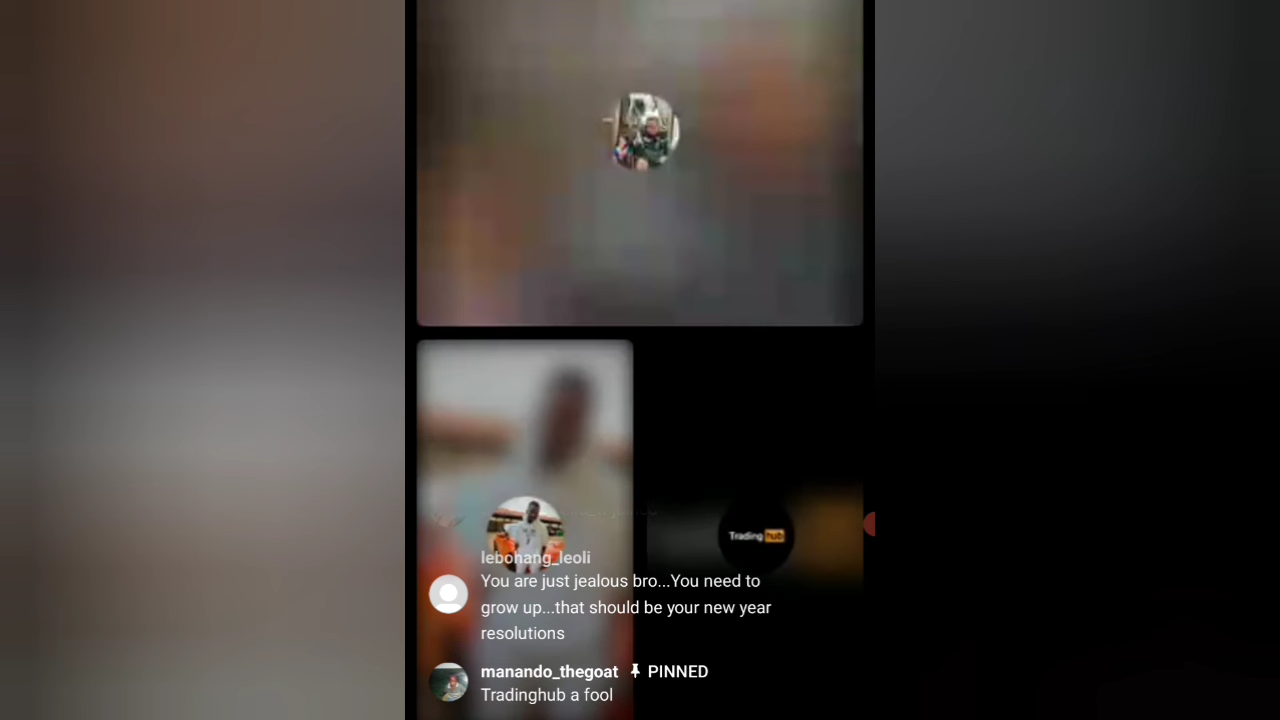 Trading hub
lebohang_leoli
You are just jealous bro...You need to
grow up...that should be your new year
resolutions
manando_thegoat PINNED
Tradinghub a fool